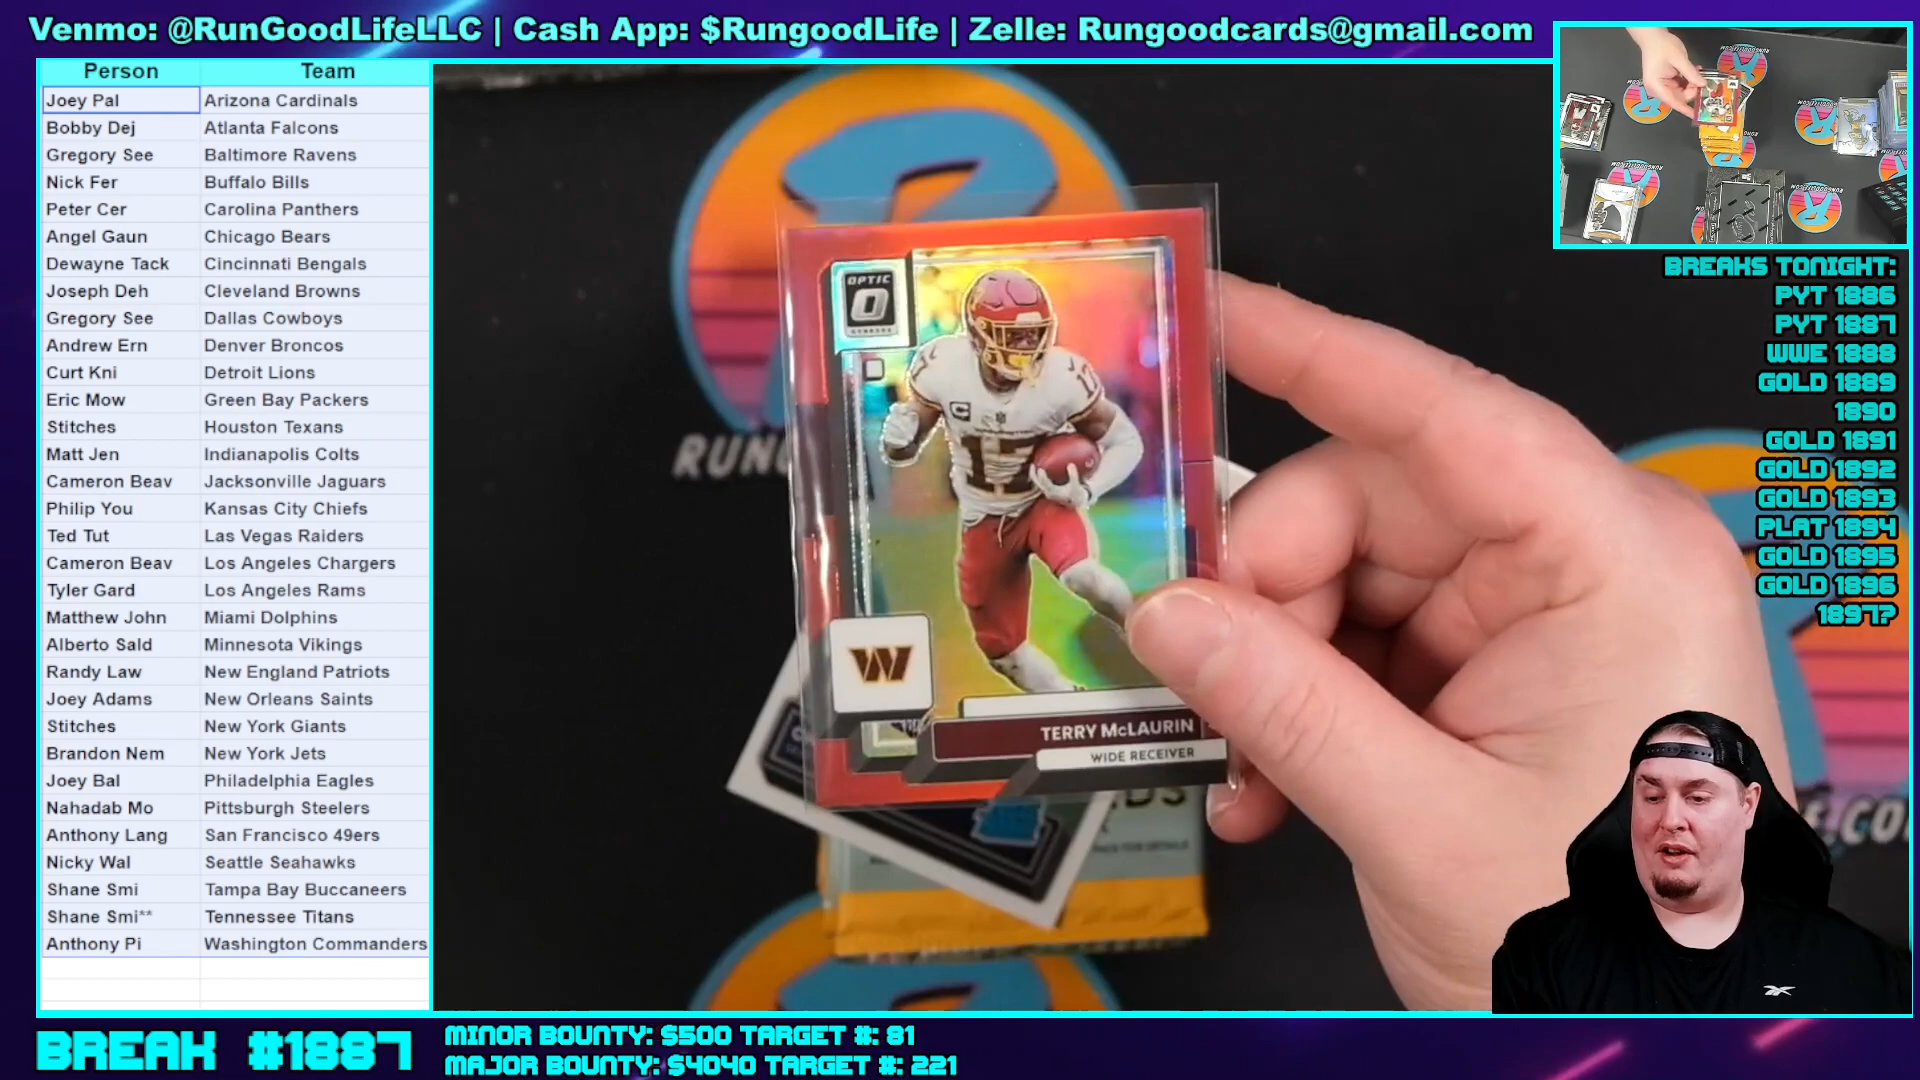 Venmo: @RunGoodLifeLLC | Cash App: $RungoodLife | Zelle: Rungoodcards@gmail.com
Person Team
Joey Pal Arizona Cardinals
Bobby Dej Atlanta Falcons
Gregory See Baltimore Ravens
Nick Fer Buffalo Bills
Peter Cer Carolina Panthers
Angel Gaun Chicago Bears
Dewayne Tack Cincinnati Bengals
Joseph Deh Cleveland Browns
Gregory See Dallas Cowboys
Andrew Ern Denver Broncos
Curt Kni Detroit Lions
Eric Mow Green Bay Packers
Stitches Houston Texans
Matt Jen Indianapolis Colts
Cameron Beav Jacksonville Jaguars
Philip You Kansas City Chiefs
Ted Tut Las Vegas Raiders
Cameron Beav Los Angeles Chargers
Tyler Gard Los Angeles Rams
Matthew John Miami Dolphins
Alberto Sald Minnesota Vikings
Randy Law New England Patriots
Joey Adams New Orleans Saints
Stitches New York Giants
Brandon Nem New York Jets
Joey Bal Philadelphia Eagles
Nahadab Mo Pittsburgh Steelers
Anthony Lang San Francisco 49ers
Nicky Wal Seattle Seahawks
Shane Smi Tampa Bay Buccaneers
Shane Smi** Tennessee Titans
Anthony Pi Washington Commanders
OPTIC
17
C
17
W
TERRY McLAURIN
WIDE RECEIVER
BREAKS TONIGHT:
PYT 1886
PYT 1887
WWE 1888
GOLD 1889
1890
GOLD 1891
GOLD 1892
GOLD 1893
PLAT 1894
GOLD 1895
GOLD 1896
1897?
BREAK #1887
MINOR BOUNTY: $500 TARGET #: 81
MAJOR BOUNTY: $4040 TARGET #: 221